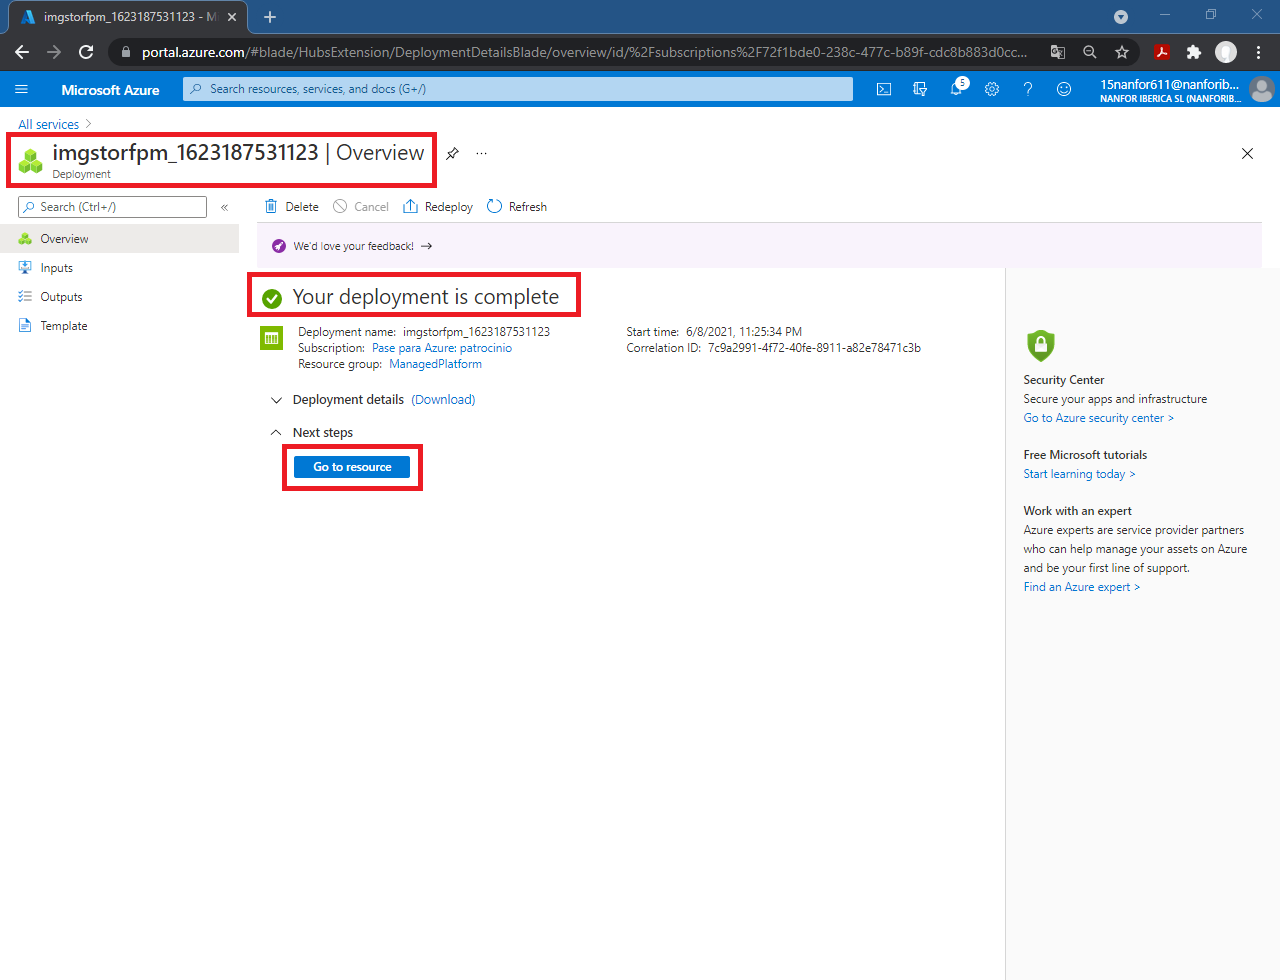 imgstorfpm_1623187531123 - M
portal.azure.com/#blade/HubsExtension/DeploymentDetailsBlade/overview/id/%2Fsubscriptions%2F72f1bde0-238c-477c-b89f-cdc8b883d0cc...
Microsoft Azure
Search resources, services, and docs (G+/)
5
15nanfor611@nanforib...
NANFOR IBERICA SL (NANFORIB...
All services
imgstorfpm_1623187531123 | Overview
Deployment
Search (Ctrl+/)
«
Delete
Cancel
Redeploy
Refresh
Overview
Inputs
Outputs
Template
We'd love your feedback! →
Your deployment is complete
Deployment name: imgstorfpm_1623187531123
Subscription: Pase para Azure: patrocinio
Resource group: ManagedPlatform
Start time: 6/8/2021, 11:25:34 PM
Correlation ID: 7c9a2991-4f72-40fe-8911-a82e78471c3b
Deployment details (Download)
Next steps
Go to resource
Security Center
Secure your apps and infrastructure
Go to Azure security center >
Free Microsoft tutorials
Start learning today >
Work with an expert
Azure experts are service provider partners
who can help manage your assets on Azure
and be your first line of support.
Find an Azure expert >